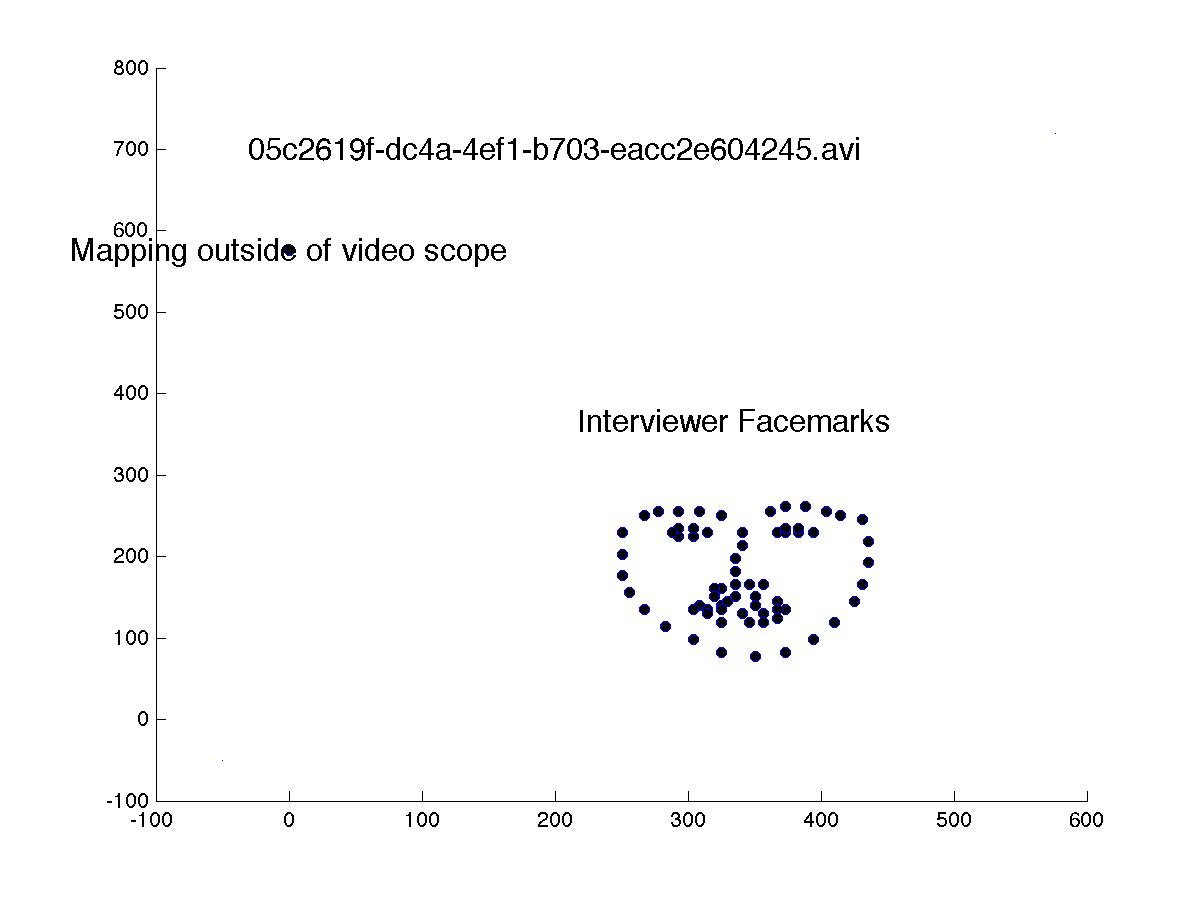 800
700
05c2619f-dc4a-4ef1-b703-eacc2e604245.avi
600
Mapping outside of video scope
500
400
Interviewer Facemarks
300
200
100
0
-100
-100 0 100 200 300 400 500 600